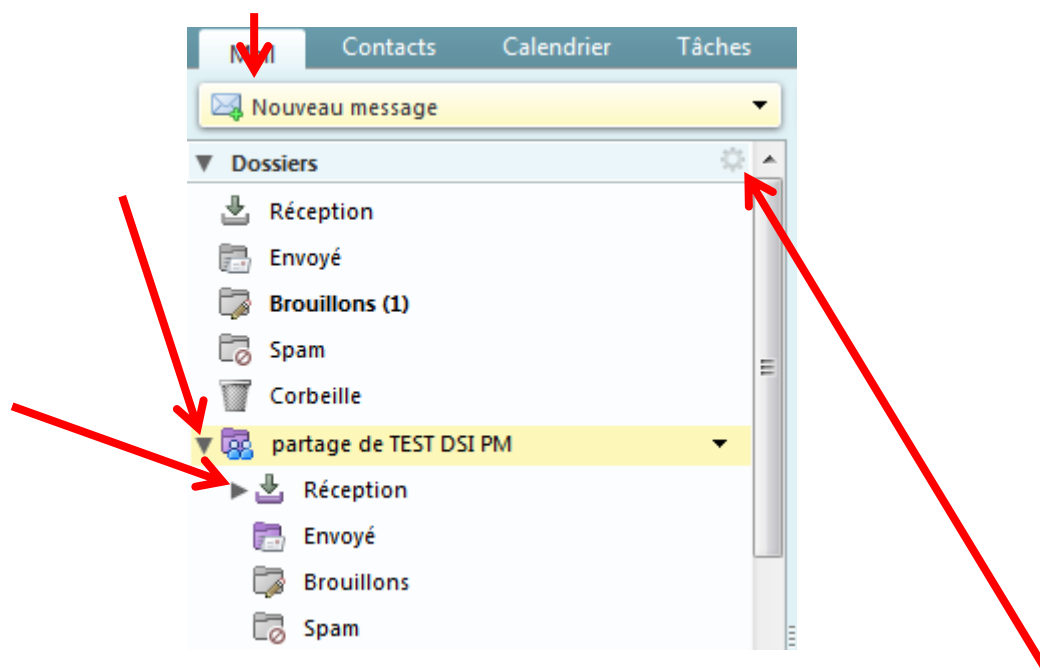 Mail Contacts Calendrier Tâches
Nouveau message
Dossiers
Réception
Envoyé
Brouillons (1)
Spam
Corbeille
partage de TEST DSI PM
Réception
Envoyé
Brouillons
Spam